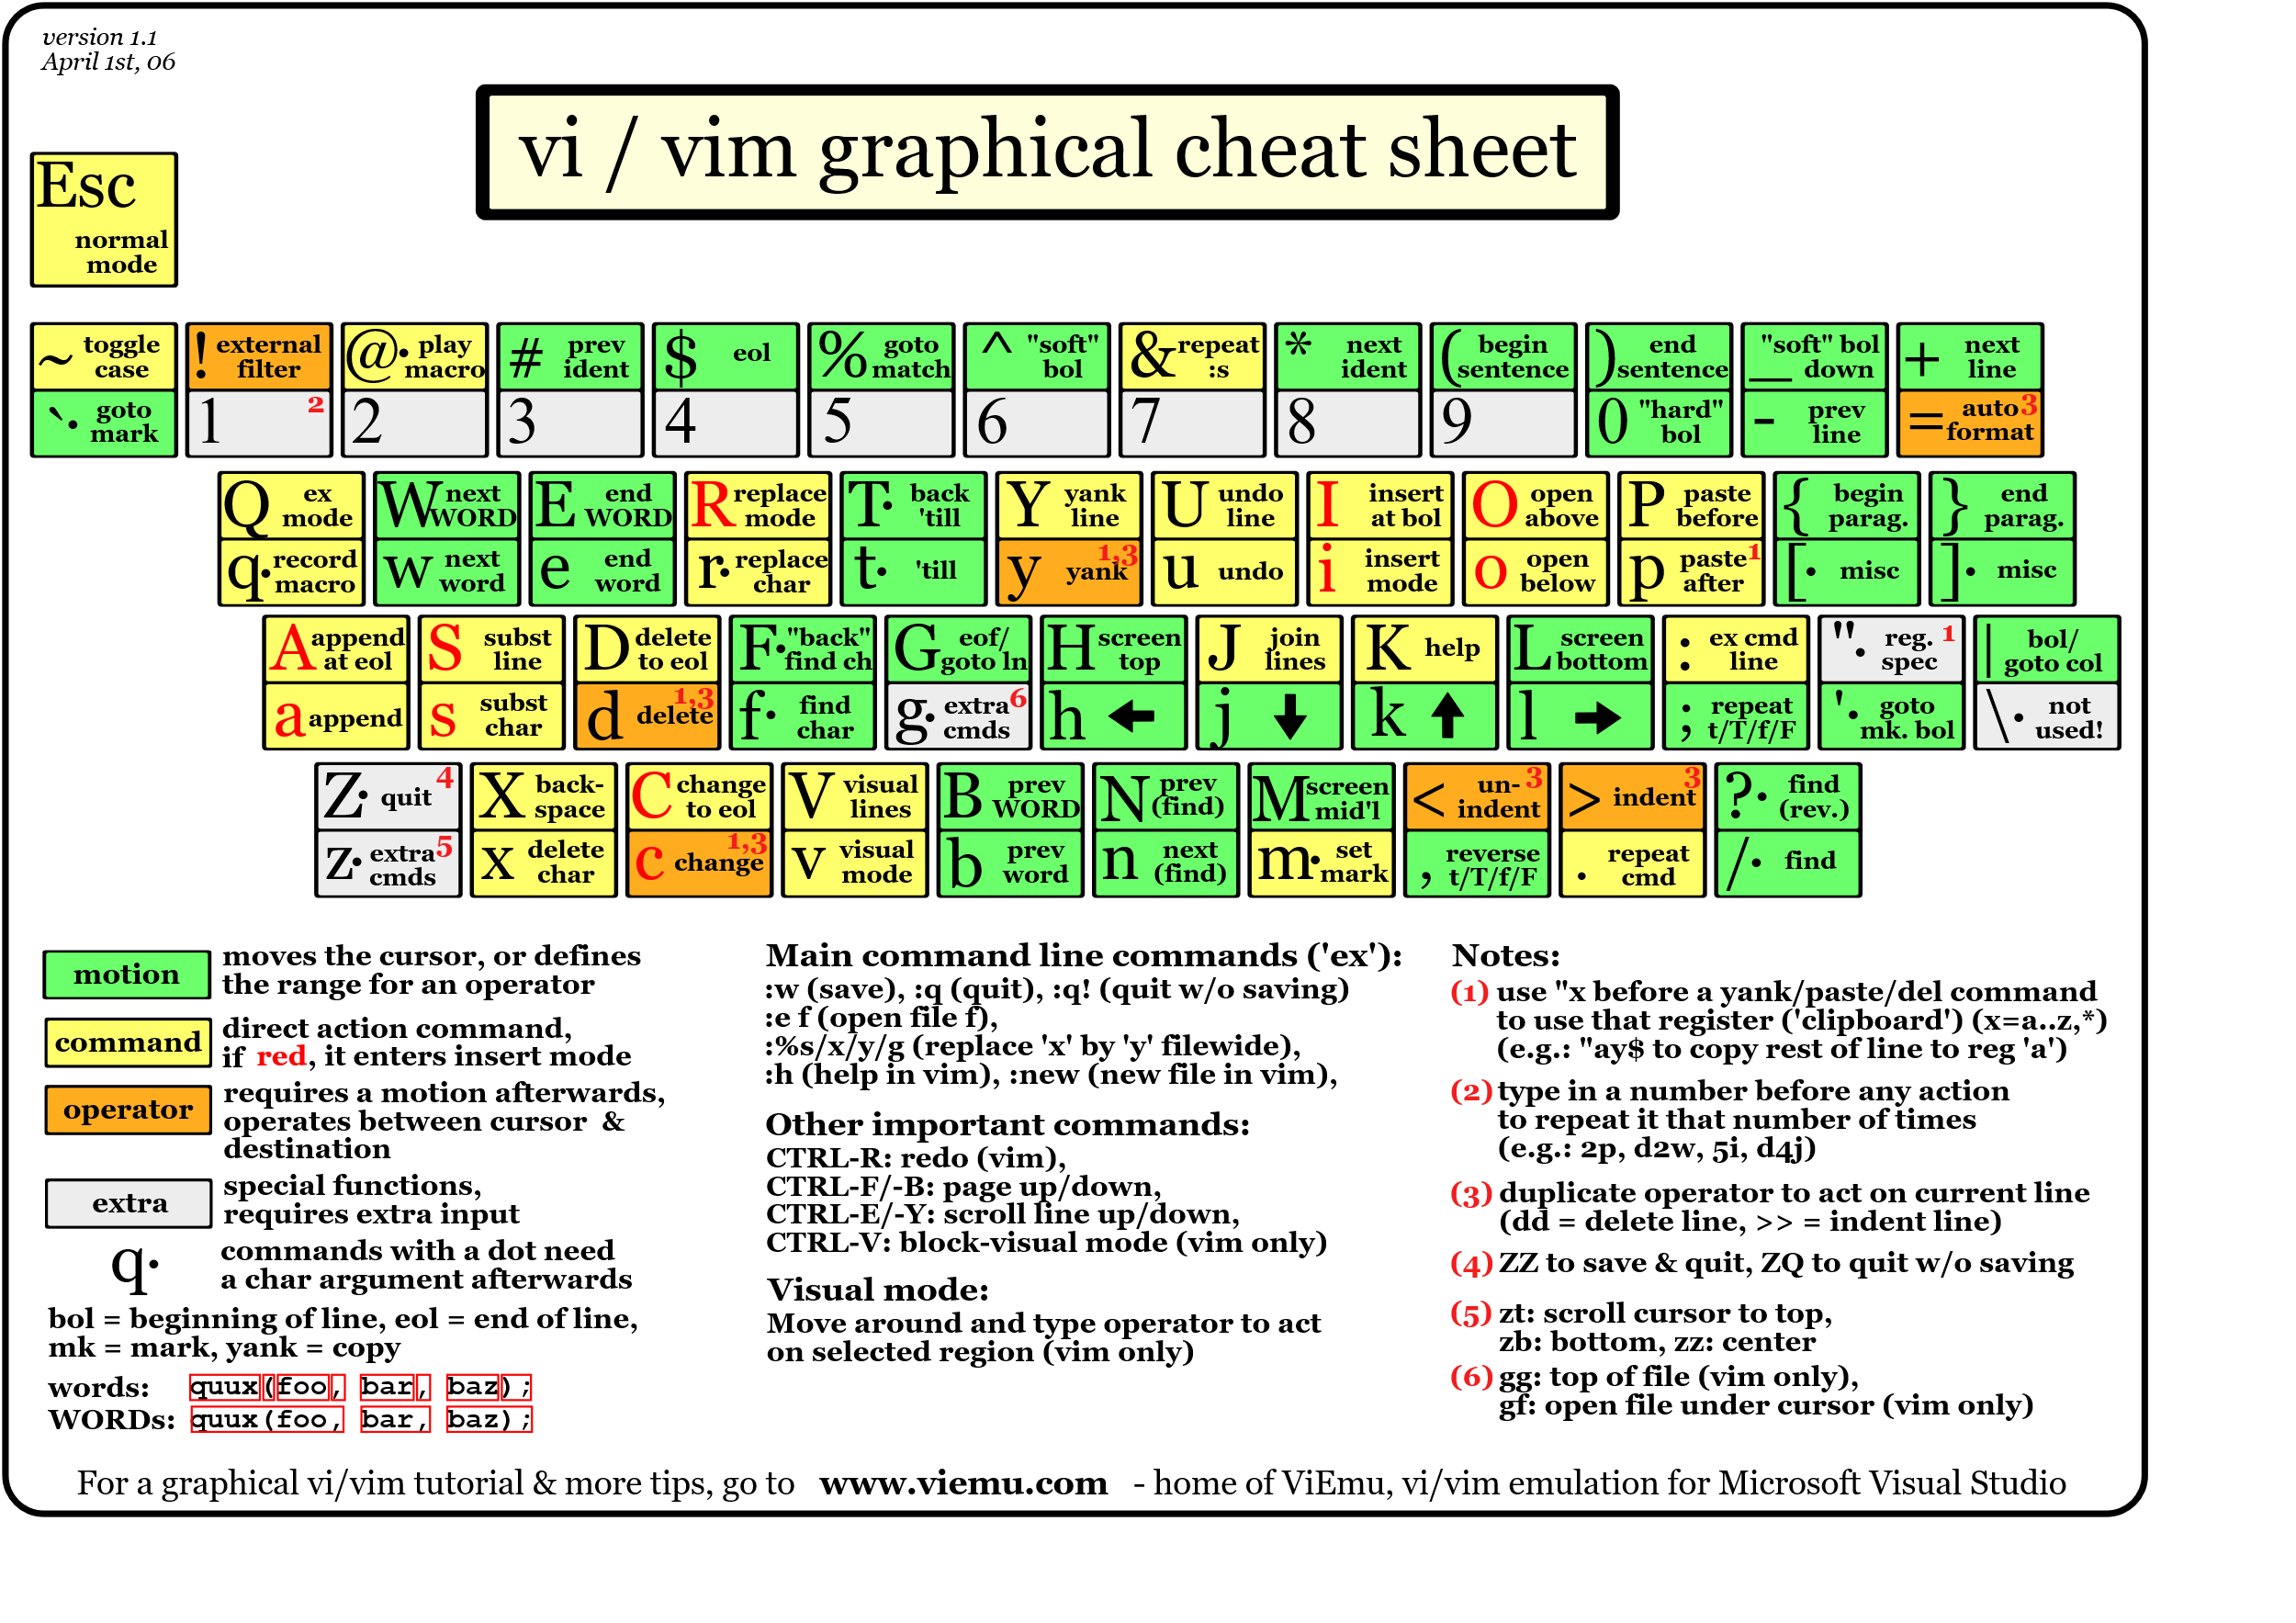 version 1.1
April 1st, 06
vi / vim graphical cheat sheet
Esc
normal
mode
~ toggle
case
` · goto
mark
! external
filter
1 2
@· play
macro
2
# prev
ident
3
$ eol
4
% goto
match
5
^ "soft"
bol
6
& repeat
:s
7
* next
ident
8
( begin
sentence
9
) end
sentence
0 "hard"
bol
_ "soft" bol
down
- prev
line
+ next
line
= auto 3
format
Q ex
mode
q· record
macro
W next
WORD
w next
word
E end
WORD
e end
word
R replace
mode
r· replace
char
T· back
'till
t· 'till
Y yank
line
y yank 1,3
U undo
line
u undo
I insert
at bol
i insert
mode
O open
above
o open
below
P paste
before
p paste 1
after
{ begin
parag.
[· misc
} end
parag.
]· misc
A append
at eol
a append
S subst
line
s subst
char
D delete
to eol
d delete 1,3
F· "back"
find ch
f· find
char
G eof/
goto ln
g· extra 6
cmds
H screen
top
h
J join
lines
j
K help
k
L screen
bottom
l
: ex cmd
line
; repeat
t/T/f/F
"· reg. 1
spec
'· goto
mk. bol
| bol/
goto col
\· not
used!
Z· quit 4
z· extra 5
cmds
X back-
space
x delete
char
C change
to eol
c change 1,3
V visual
lines
v visual
mode
B prev
WORD
b prev
word
N prev
(find)
n next
(find)
M screen
mid'l
m· set
mark
< un- 3
indent
, reverse
t/T/f/F
> indent 3
. repeat
cmd
?· find
(rev.)
/· find
motion
moves the cursor, or defines
the range for an operator
command
direct action command,
if red, it enters insert mode
operator
requires a motion afterwards,
operates between cursor &
destination
extra
special functions,
requires extra input
q·
commands with a dot need
a char argument afterwards
bol = beginning of line, eol = end of line,
mk = mark, yank = copy
words: quux(foo, bar, baz);
WORDs: quux(foo, bar, baz);
Main command line commands ('ex'):
:w (save), :q (quit), :q! (quit w/o saving)
:e f (open file f),
:%s/x/y/g (replace 'x' by 'y' filewide),
:h (help in vim), :new (new file in vim),
Other important commands:
CTRL-R: redo (vim),
CTRL-F/-B: page up/down,
CTRL-E/-Y: scroll line up/down,
CTRL-V: block-visual mode (vim only)
Visual mode:
Move around and type operator to act
on selected region (vim only)
Notes:
(1) use "x before a yank/paste/del command
to use that register ('clipboard') (x=a..z,*)
(e.g.: "ay$ to copy rest of line to reg 'a')
(2) type in a number before any action
to repeat it that number of times
(e.g.: 2p, d2w, 5i, d4j)
(3) duplicate operator to act on current line
(dd = delete line, >> = indent line)
(4) ZZ to save & quit, ZQ to quit w/o saving
(5) zt: scroll cursor to top,
zb: bottom, zz: center
(6) gg: top of file (vim only),
gf: open file under cursor (vim only)
For a graphical vi/vim tutorial & more tips, go to www.viemu.com - home of ViEmu, vi/vim emulation for Microsoft Visual Studio